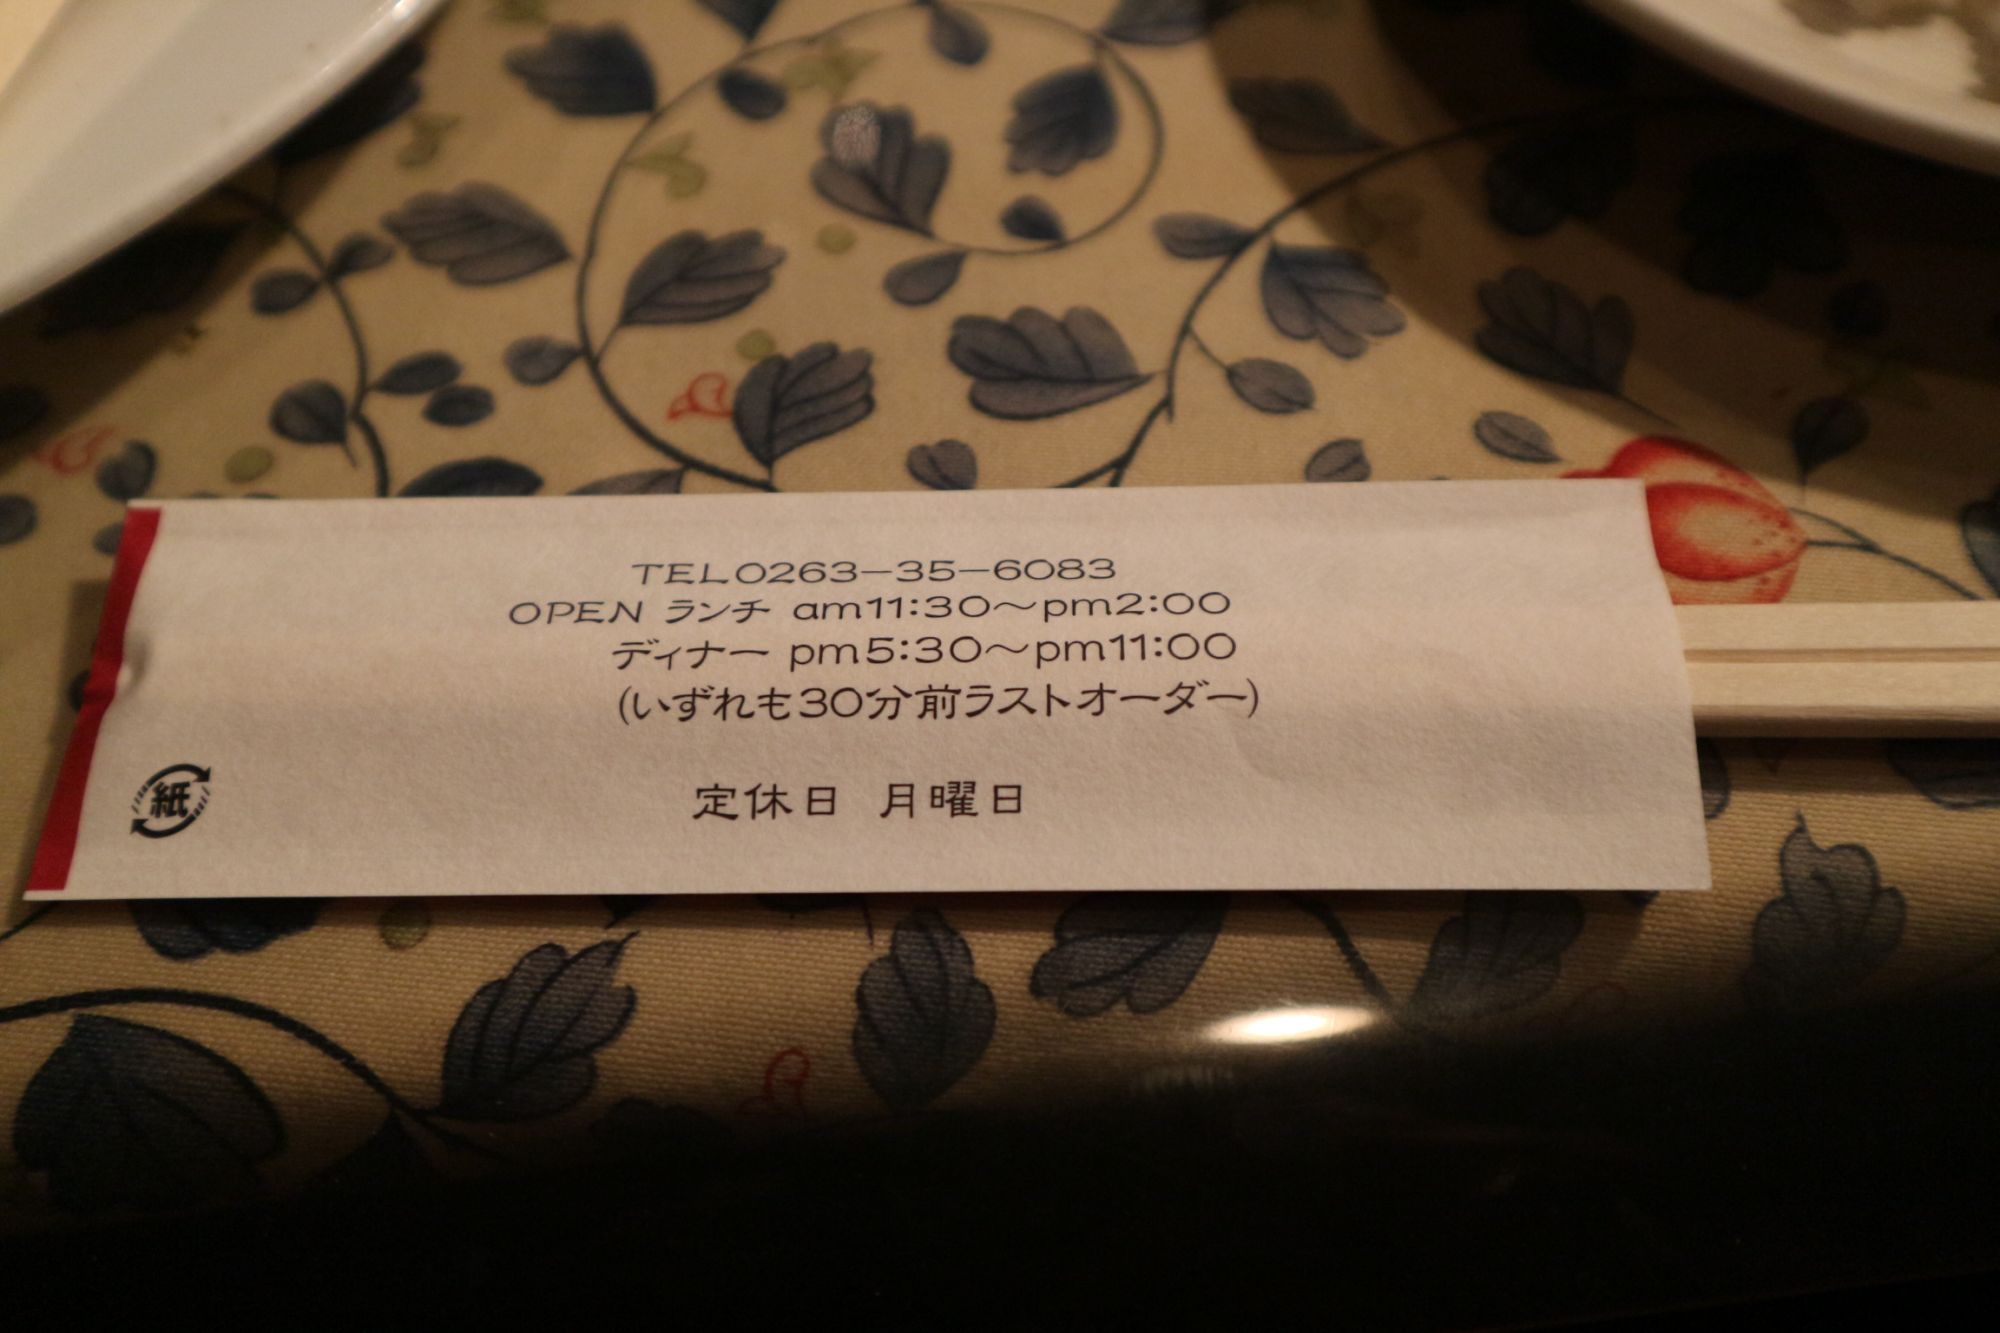 TEL0263-35-6083
OPEN ランチ am11:30～pm2:00
ディナー pm5:30～pm11:00
(いずれも30分前ラストオーダー)
定休日 月曜日
紙